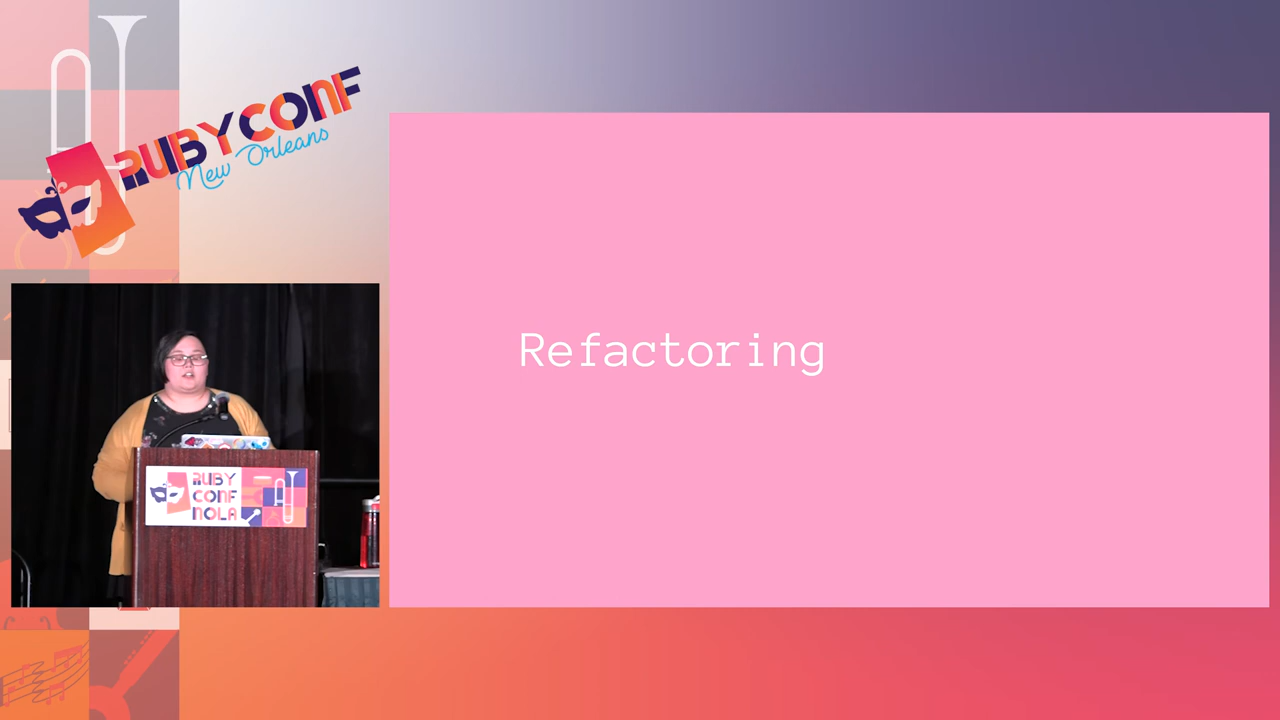 RUBYCONF
New Orleans
Refactoring
RUBY
CONF
NOLA